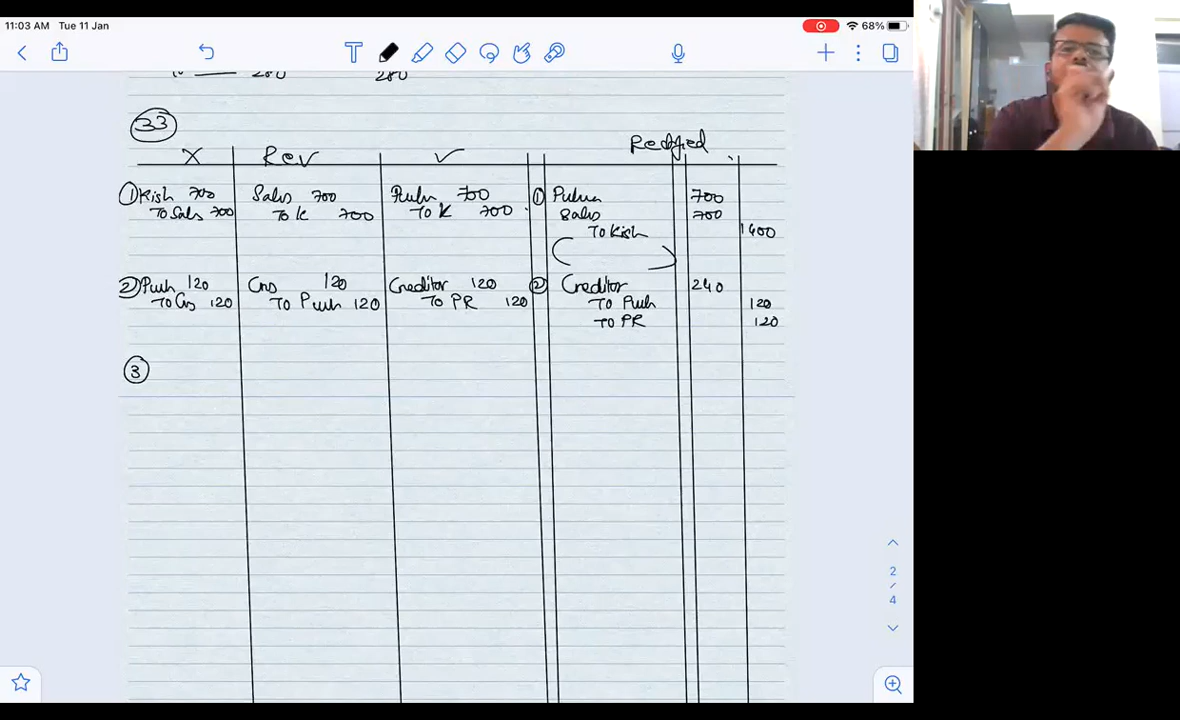 11:03 AM Tue 11 Jan
68%
280 280
33
X Rev ✓ Rectified
① Kish 700 Sales 700 Purch 700 ① Purch 700
To Sales 700 To K 700 To K 700 Sales 700
To Kish 1400
② Purch 120 Crs 120 Creditor 120 ② Creditor 240
To Crs 120 To Purch 120 To PR 120 To Purch 120
To PR 120
③
2
/
4